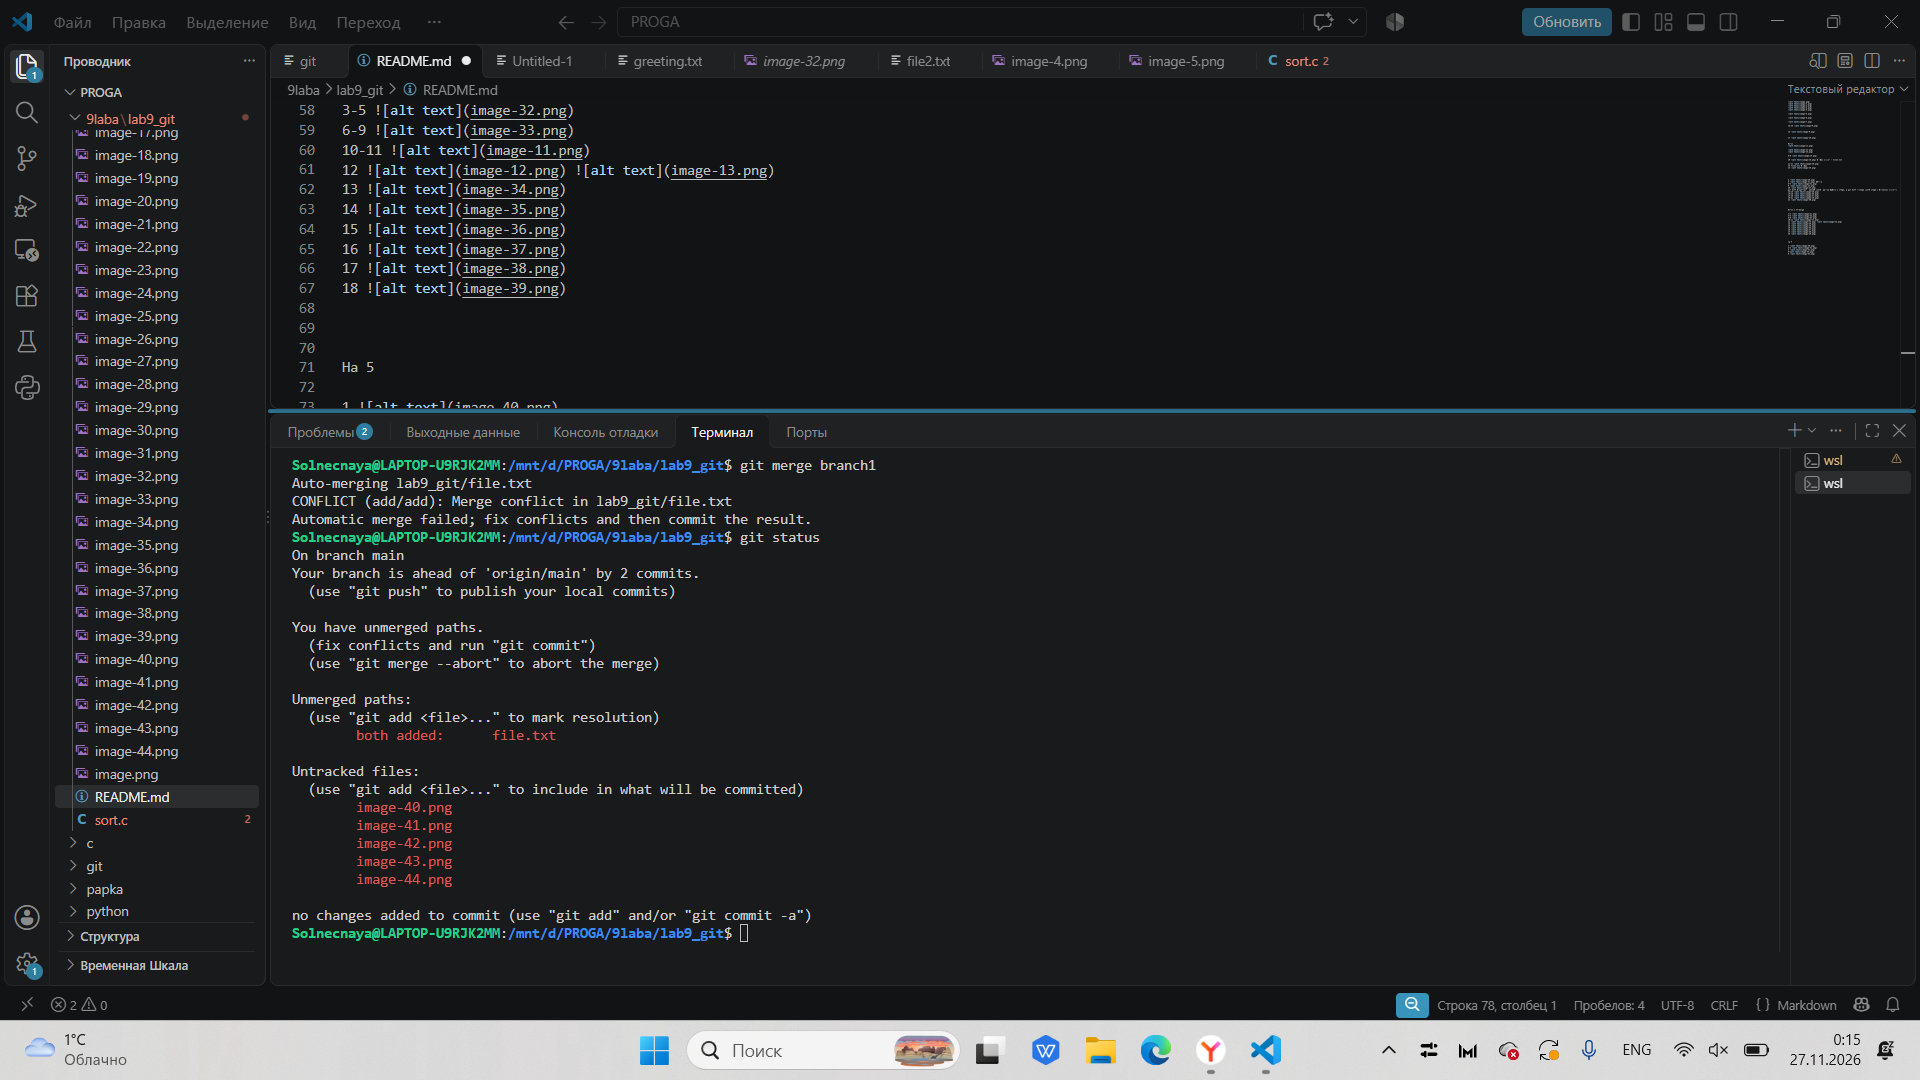 Файл Правка Выделение Вид Переход ··· PROGA Обновить
Проводник
PROGA
9laba\lab9_git
image-17.png
image-18.png
image-19.png
image-20.png
image-21.png
image-22.png
image-23.png
image-24.png
image-25.png
image-26.png
image-27.png
image-28.png
image-29.png
image-30.png
image-31.png
image-32.png
image-33.png
image-34.png
image-35.png
image-36.png
image-37.png
image-38.png
image-39.png
image-40.png
image-41.png
image-42.png
image-43.png
image-44.png
image.png
README.md
C sort.c 2
c
git
papka
python
Структура
Временная Шкала
git README.md Untitled-1 greeting.txt image-32.png file2.txt image-4.png image-5.png C sort.c 2
9laba > lab9_git > README.md
Текстовый редактор
58 3-5 ![alt text](image-32.png)
59 6-9 ![alt text](image-33.png)
60 10-11 ![alt text](image-11.png)
61 12 ![alt text](image-12.png) ![alt text](image-13.png)
62 13 ![alt text](image-34.png)
63 14 ![alt text](image-35.png)
64 15 ![alt text](image-36.png)
65 16 ![alt text](image-37.png)
66 17 ![alt text](image-38.png)
67 18 ![alt text](image-39.png)
68
69
70
71 На 5
72
73 1 ![alt text](image-40.png)
Проблемы 2 Выходные данные Консоль отладки Терминал Порты
Solnecnaya@LAPTOP-U9RJK2MM:/mnt/d/PROGA/9laba/lab9_git$ git merge branch1
Auto-merging lab9_git/file.txt
CONFLICT (add/add): Merge conflict in lab9_git/file.txt
Automatic merge failed; fix conflicts and then commit the result.
Solnecnaya@LAPTOP-U9RJK2MM:/mnt/d/PROGA/9laba/lab9_git$ git status
On branch main
Your branch is ahead of 'origin/main' by 2 commits.
(use "git push" to publish your local commits)
You have unmerged paths.
(fix conflicts and run "git commit")
(use "git merge --abort" to abort the merge)
Unmerged paths:
(use "git add <file>..." to mark resolution)
both added: file.txt
Untracked files:
(use "git add <file>..." to include in what will be committed)
image-40.png
image-41.png
image-42.png
image-43.png
image-44.png
no changes added to commit (use "git add" and/or "git commit -a")
Solnecnaya@LAPTOP-U9RJK2MM:/mnt/d/PROGA/9laba/lab9_git$
wsl
wsl
1
1
2 0
Строка 78, столбец 1 Пробелов: 4 UTF-8 CRLF { } Markdown
1°C
Облачно
Поиск
ENG
0:15
27.11.2026